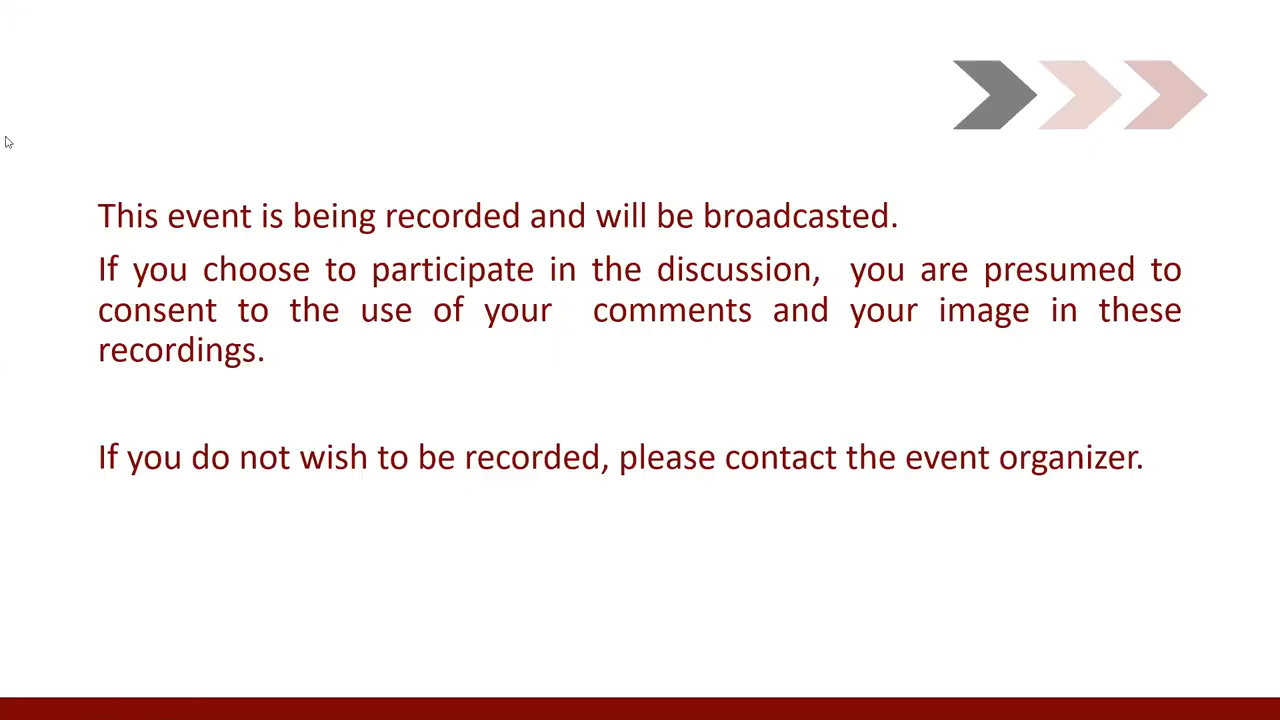 This event is being recorded and will be broadcasted.
If you choose to participate in the discussion, you are presumed to
consent to the use of your comments and your image in these
recordings.
If you do not wish to be recorded, please contact the event organizer.